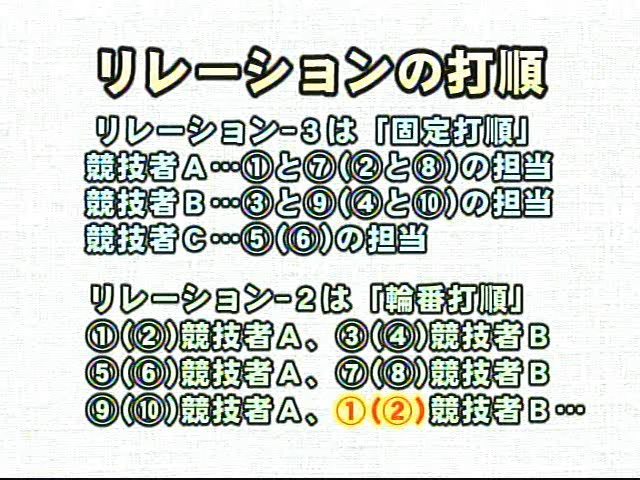 リレーションの打順
リレーション-3は「固定打順」
競技者A…①と⑦(②と⑧)の担当
競技者B…③と⑨(④と⑩)の担当
競技者C…⑤(⑥)の担当
リレーション-2は「輪番打順」
①(②)競技者A、③(④)競技者B
⑤(⑥)競技者A、⑦(⑧)競技者B
⑨(⑩)競技者A、①(②)競技者B…